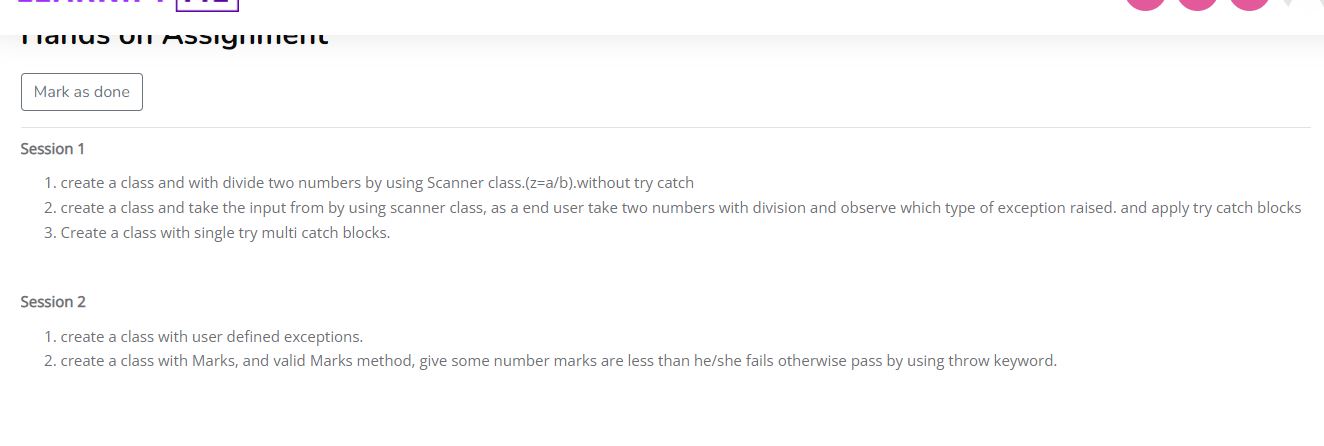 Hands on Assignment
Mark as done
Session 1
1. create a class and with divide two numbers by using Scanner class.(z=a/b).without try catch
2. create a class and take the input from by using scanner class, as a end user take two numbers with division and observe which type of exception raised. and apply try catch blocks
3. Create a class with single try multi catch blocks.
Session 2
1. create a class with user defined exceptions.
2. create a class with Marks, and valid Marks method, give some number marks are less than he/she fails otherwise pass by using throw keyword.